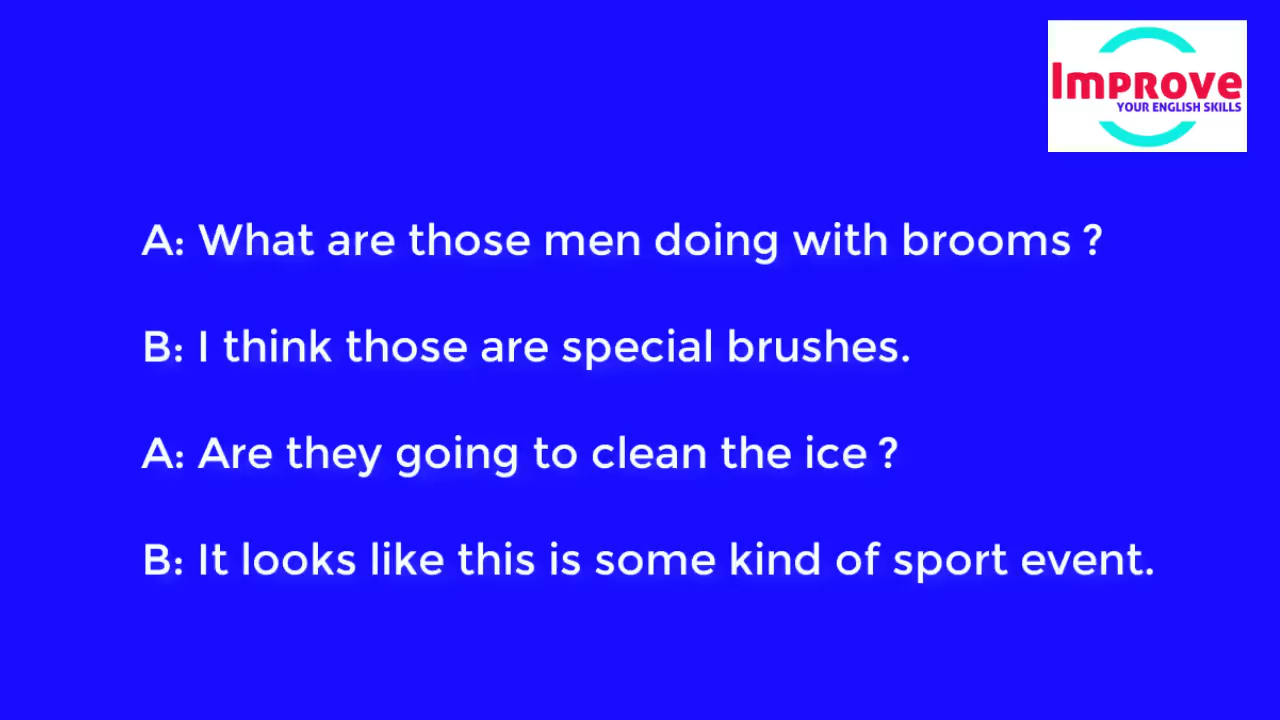 Improve
YOUR ENGLISH SKILLS
A: What are those men doing with brooms ?
B: I think those are special brushes.
A: Are they going to clean the ice ?
B: It looks like this is some kind of sport event.